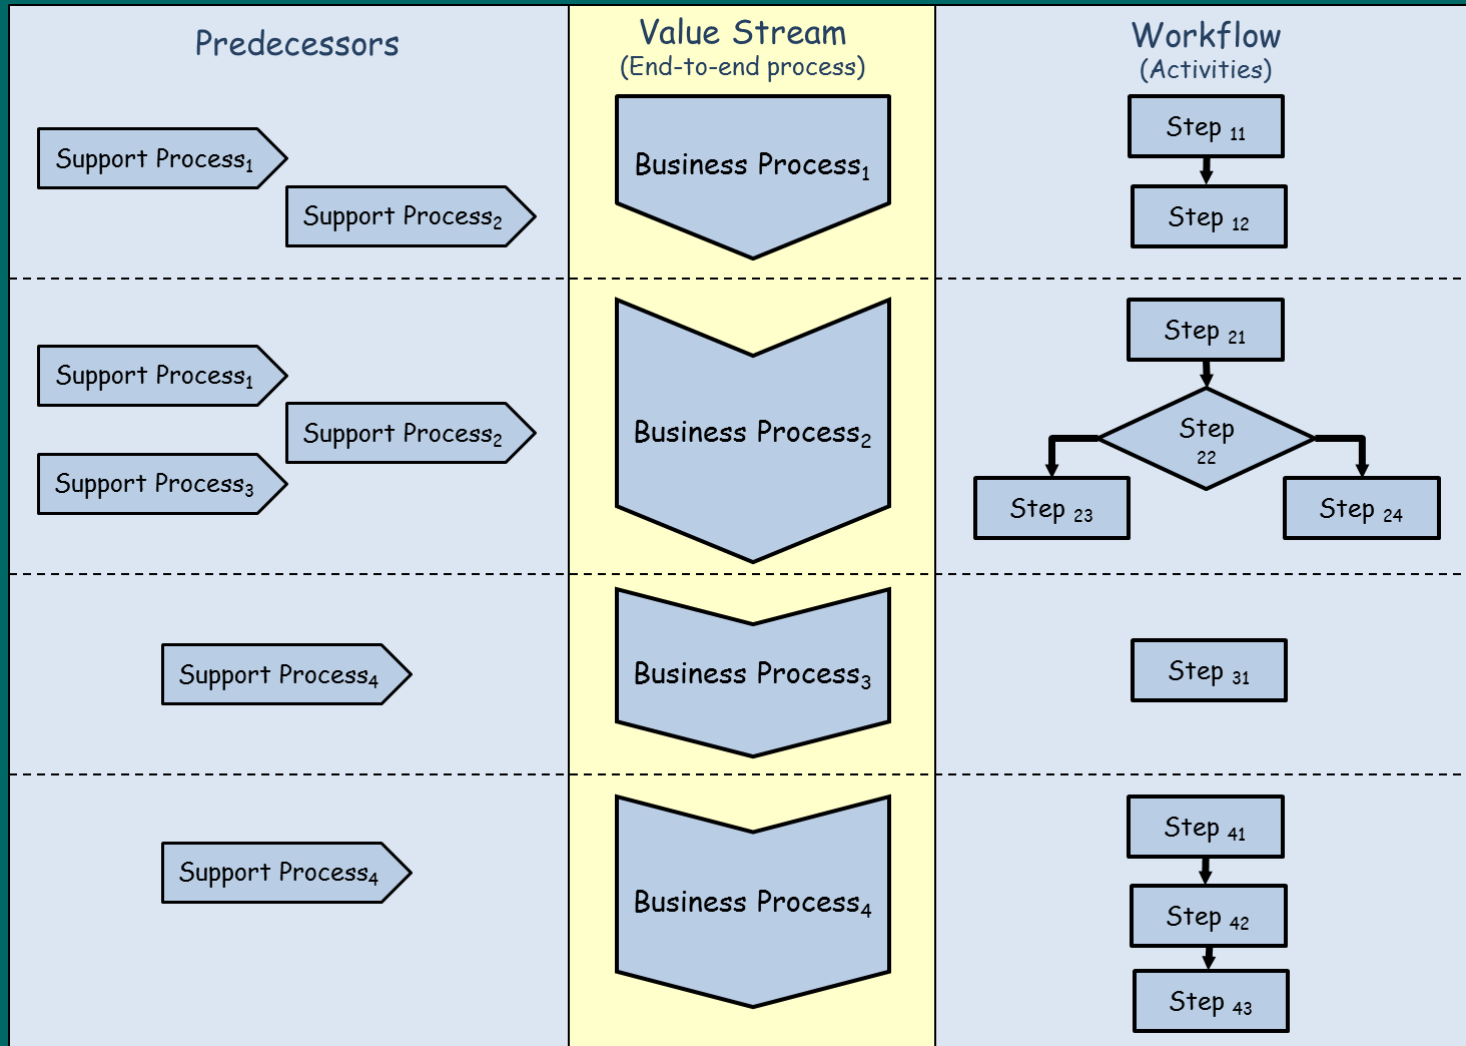 Predecessors
Value Stream
(End-to-end process)
Workflow
(Activities)
Support Process₁
Support Process₂
Business Process₁
Step ₁₁
Step ₁₂
Support Process₁
Support Process₂
Support Process₃
Business Process₂
Step ₂₁
Step
₂₂
Step ₂₃
Step ₂₄
Support Process₄
Business Process₃
Step ₃₁
Support Process₄
Business Process₄
Step ₄₁
Step ₄₂
Step ₄₃